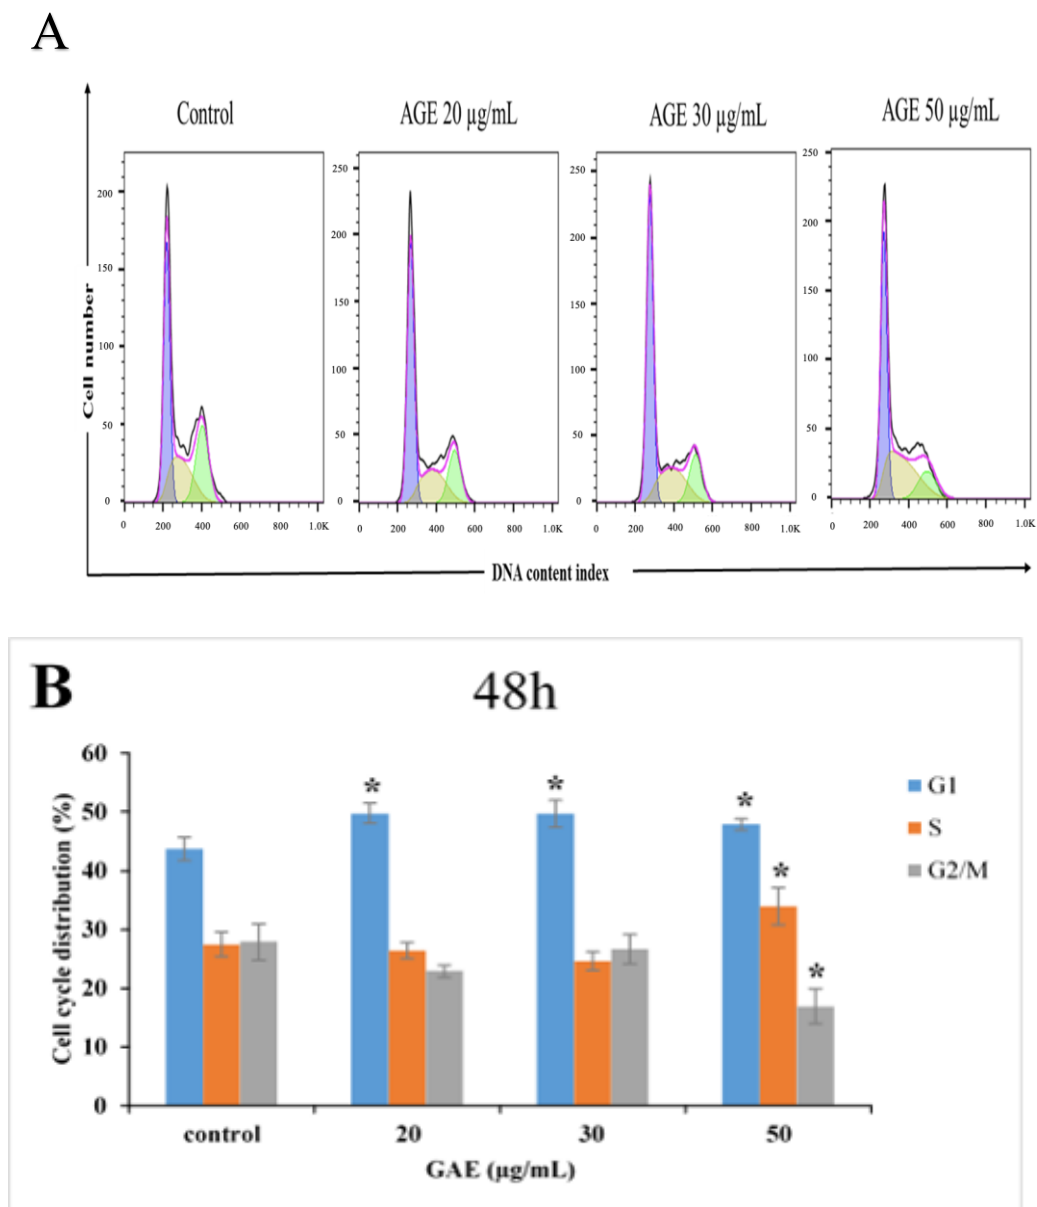 A
Control
AGE 20 µg/mL
AGE 30 µg/mL
AGE 50 µg/mL
Cell number
200
150
100
50
0
0 200 400 600 800 1.0K
250
200
150
100
50
0
0 200 400 600 800 1.0K
250
200
150
100
50
0
0 200 400 600 800 1.0K
250
200
150
100
50
0
0 200 400 600 800 1.0K
DNA content index
B
48h
Cell cycle distribution (%)
60
50
40
30
20
10
0
* * * * *
G1
S
G2/M
control 20 30 50
GAE (µg/mL)